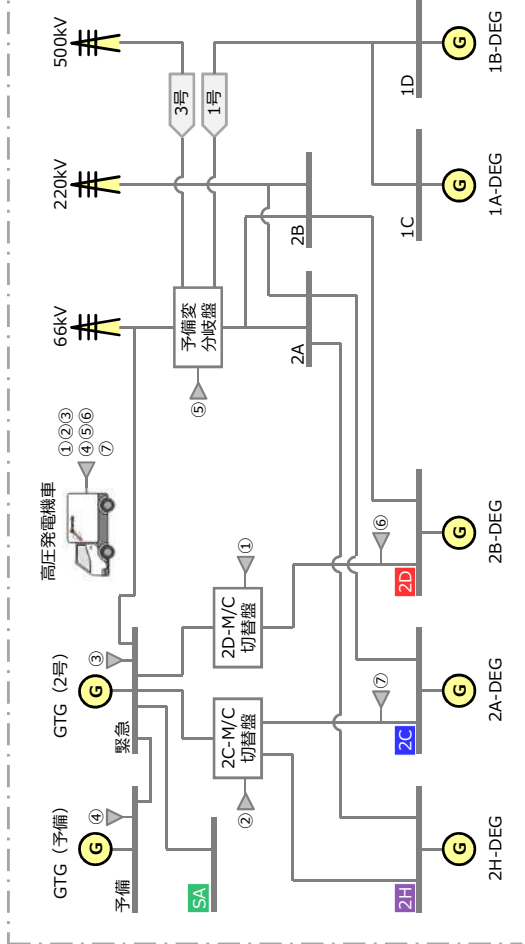 GTG（予備）
GTG（2号）
高圧発電機車
66kV
220kV
500kV
①②③
④⑤⑥
⑦
G
G
④
③
予備
緊急
⑤
予備変
分岐盤
3号
1号
SA
②
2C-M/C
切替盤
2D-M/C
切替盤
①
2A
2B
⑦
⑥
2H
2C
2D
1C
1D
G
G
G
G
G
2H-DEG
2A-DEG
2B-DEG
1A-DEG
1B-DEG